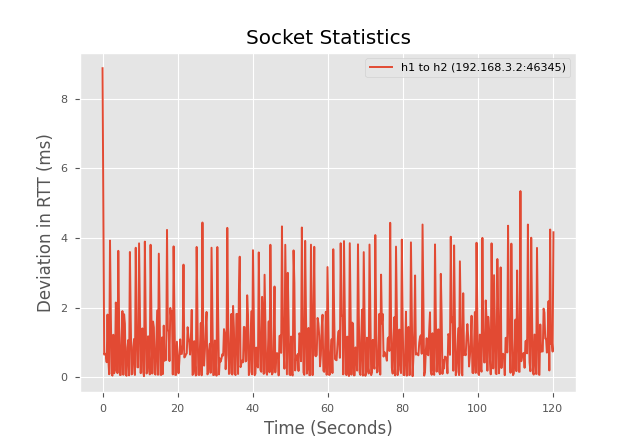 Socket Statistics
h1 to h2 (192.168.3.2:46345)
Deviation in RTT (ms)
8
6
4
2
0
0 20 40 60 80 100 120
Time (Seconds)